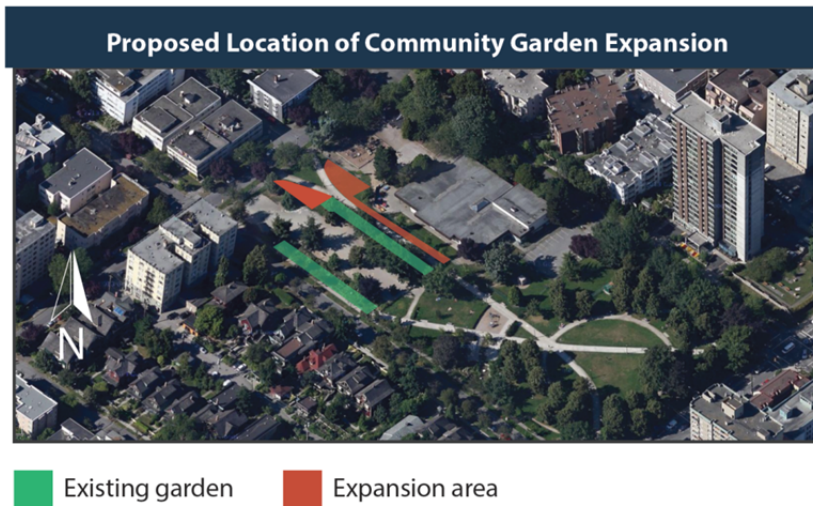 Proposed Location of Community Garden Expansion
N
Existing garden
Expansion area